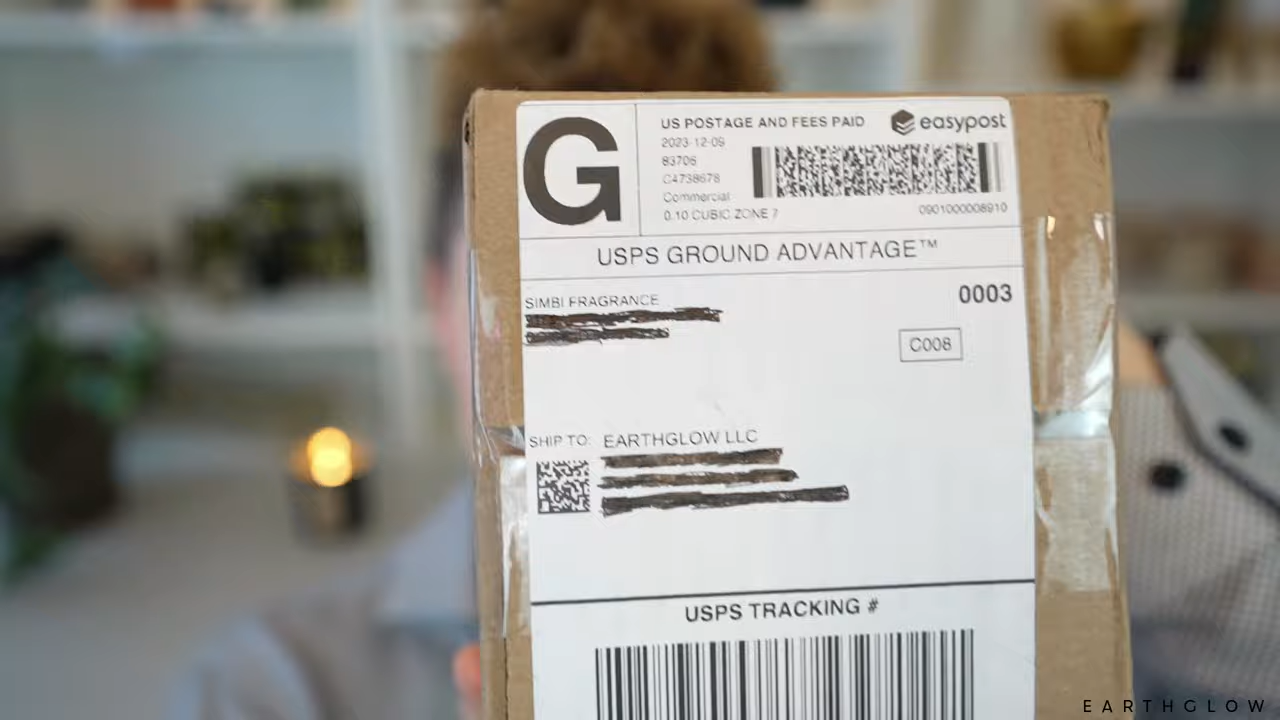 G
US POSTAGE AND FEES PAID
easypost
2023-12-09
83706
C4738678
Commercial
0.10 CUBIC ZONE 7
0901000008910
USPS GROUND ADVANTAGE™
SIMBI FRAGRANCE
0003
C008
SHIP TO: EARTHGLOW LLC
USPS TRACKING #
EARTHGLOW